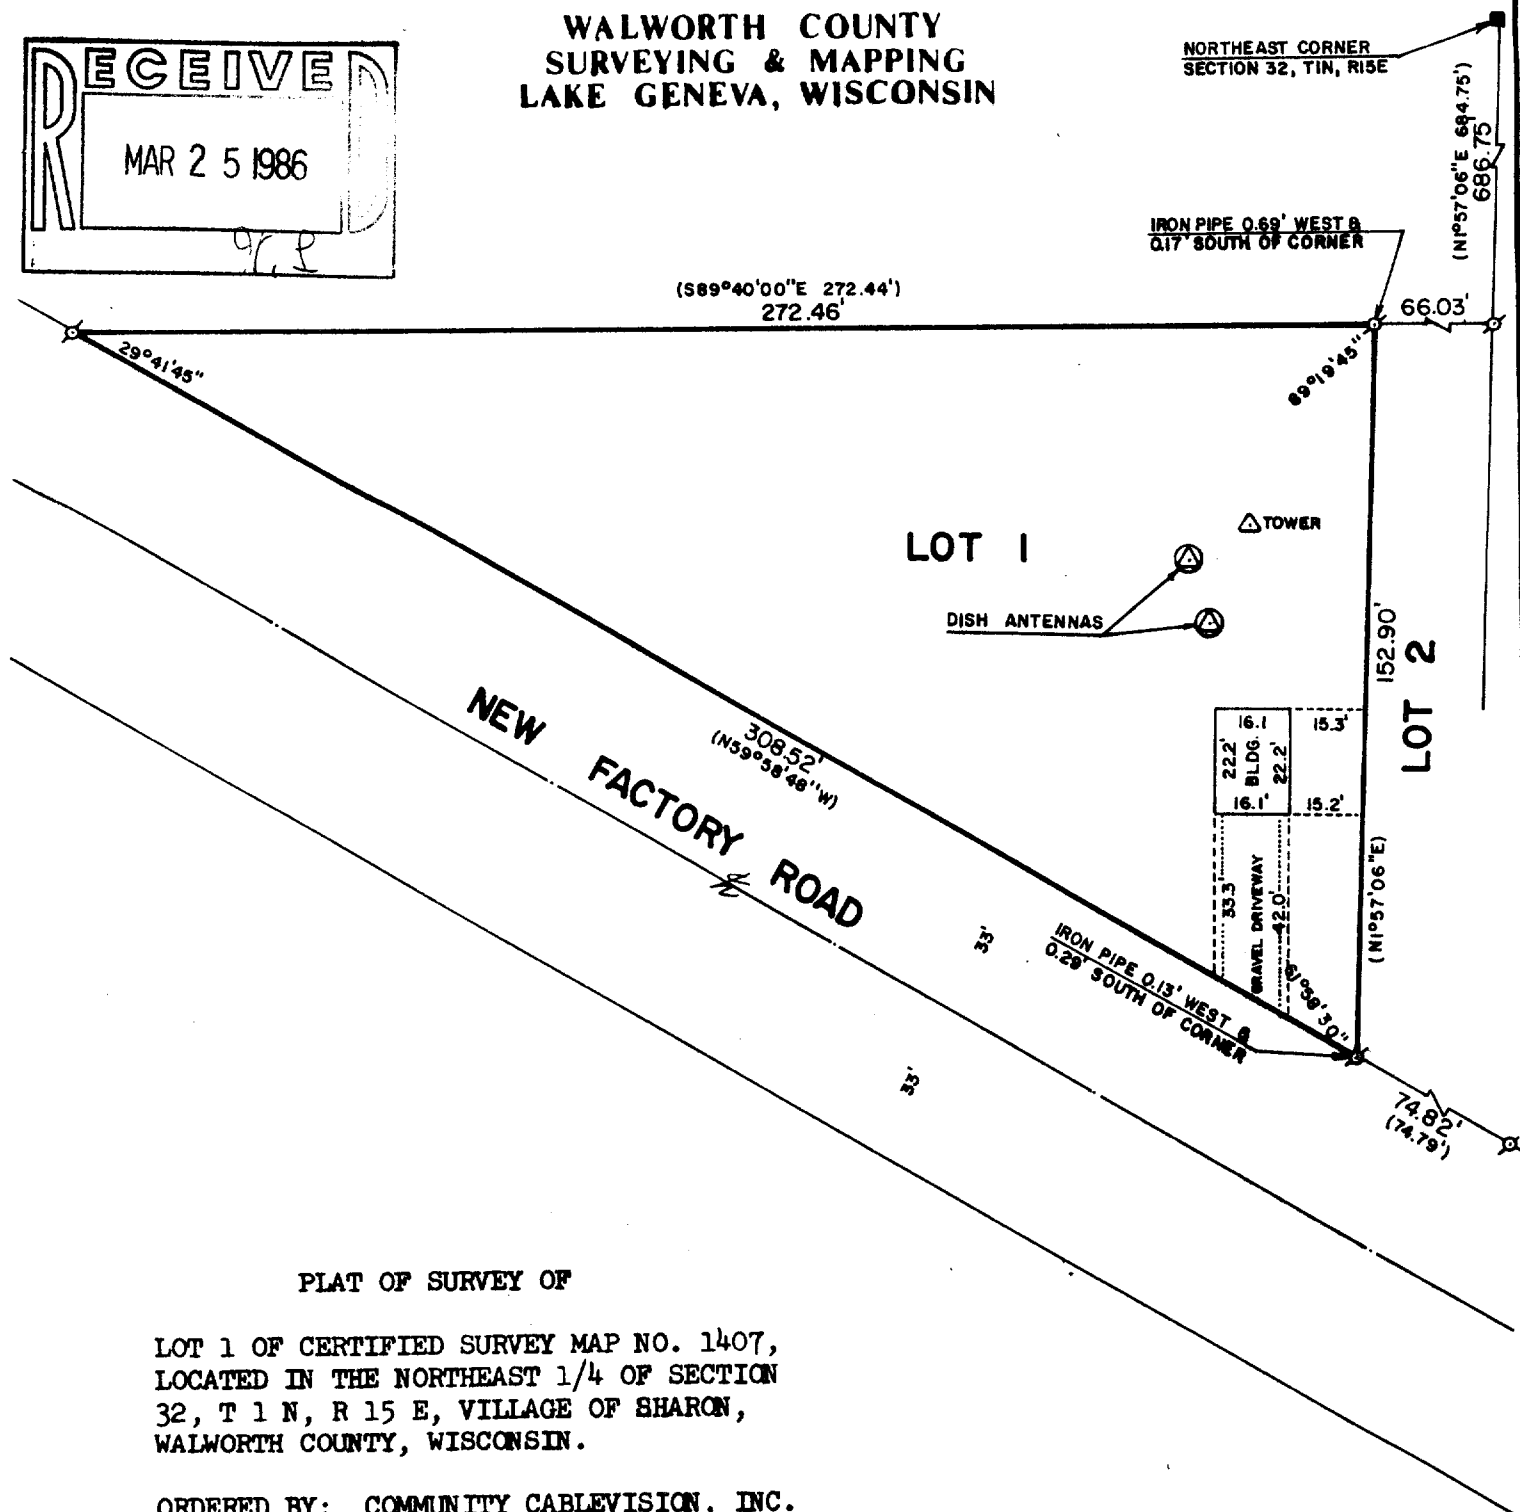 WALWORTH COUNTY
SURVEYING & MAPPING
LAKE GENEVA, WISCONSIN
RECEIVED
MAR 25 1986
NORTHEAST CORNER
SECTION 32, T1N, R15E
(N1°57'06"E 684.75')
686.75'
IRON PIPE 0.69' WEST &
0.17' SOUTH OF CORNER
(S89°40'00"E 272.44')
272.46'
66.03'
29°41'45"
89°19'45"
LOT 1
TOWER
DISH ANTENNAS
152.90'
LOT 2
(N1°57'06"E)
16.1
15.3'
22.2'
BLDG.
22.2'
16.1'
15.2'
33.3'
GRAVEL DRIVEWAY
42.0'
61°58'30"
308.52'
(N59°58'48"W)
NEW FACTORY ROAD
33'
33'
IRON PIPE 0.13' WEST &
0.29' SOUTH OF CORNER
74.82'
(74.79')
PLAT OF SURVEY OF
LOT 1 OF CERTIFIED SURVEY MAP NO. 1407,
LOCATED IN THE NORTHEAST 1/4 OF SECTION
32, T 1 N, R 15 E, VILLAGE OF SHARON,
WALWORTH COUNTY, WISCONSIN.
ORDERED BY: COMMUNITY CABLEVISION, INC.